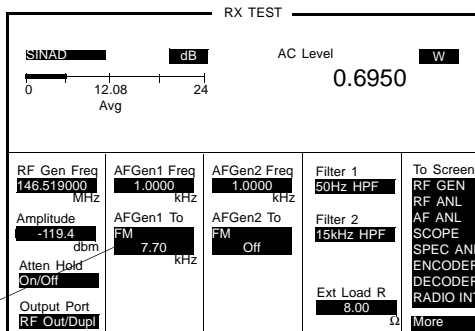 RX TEST
SINAD dB AC Level W
0.6950
0 12.08 24
Avg
RF Gen Freq AFGen1 Freq AFGen2 Freq Filter 1 To Screen
146.519000 1.0000 1.0000 50Hz HPF RF GEN
MHz kHz kHz RF ANL
Amplitude AFGen1 To AFGen2 To Filter 2 AF ANL
-119.4 FM FM 15kHz HPF SCOPE
dbm 7.70 Off SPEC ANL
kHz ENCODER
Atten Hold DECODER
On/Off Ext Load R RADIO INT
Output Port 8.00
RF Out/Dupl Ω More